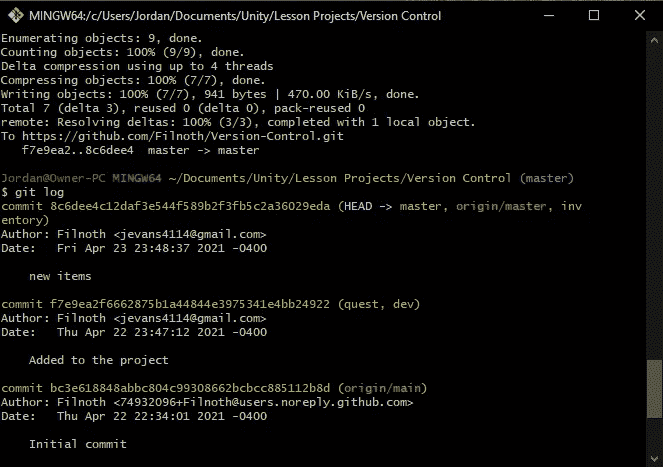 MINGW64:/c/Users/Jordan/Documents/Unity/Lesson Projects/Version Control
Enumerating objects: 9, done.
Counting objects: 100% (9/9), done.
Delta compression using up to 4 threads
Compressing objects: 100% (7/7), done.
Writing objects: 100% (7/7), 941 bytes | 470.00 KiB/s, done.
Total 7 (delta 3), reused 0 (delta 0), pack-reused 0
remote: Resolving deltas: 100% (3/3), completed with 1 local object.
To https://github.com/Filnoth/Version-Control.git
   f7e9ea2..8c6dee4  master -> master
Jordan@Owner-PC MINGW64 ~/Documents/Unity/Lesson Projects/Version Control (master)
$ git log
commit 8c6dee4c12daf3e544f589b2f3fb5c2a36029eda (HEAD -> master, origin/master, inv
entory)
Author: Filnoth <jevans4114@gmail.com>
Date:   Fri Apr 23 23:48:37 2021 -0400
    new items
commit f7e9ea2f6662875b1a44844e3975341e4bb24922 (quest, dev)
Author: Filnoth <jevans4114@gmail.com>
Date:   Thu Apr 22 23:47:12 2021 -0400
    Added to the project
commit bc3e618848abbc804c99308662bcbcc885112b8d (origin/main)
Author: Filnoth <74932096+Filnoth@users.noreply.github.com>
Date:   Thu Apr 22 22:34:01 2021 -0400
    Initial commit